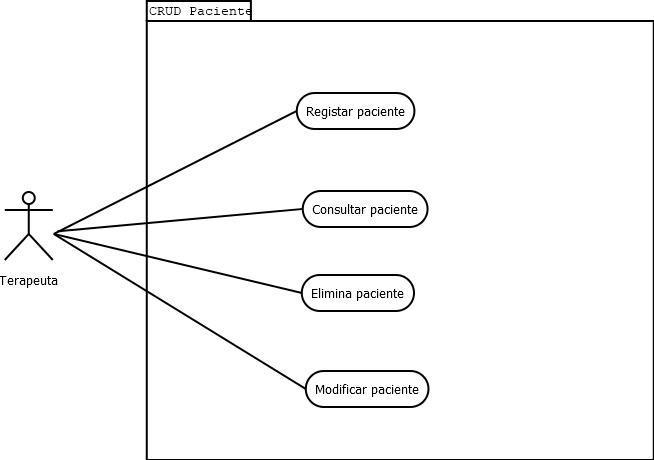 CRUD Paciente
Registar paciente
Consultar paciente
Terapeuta
Elimina paciente
Modificar paciente